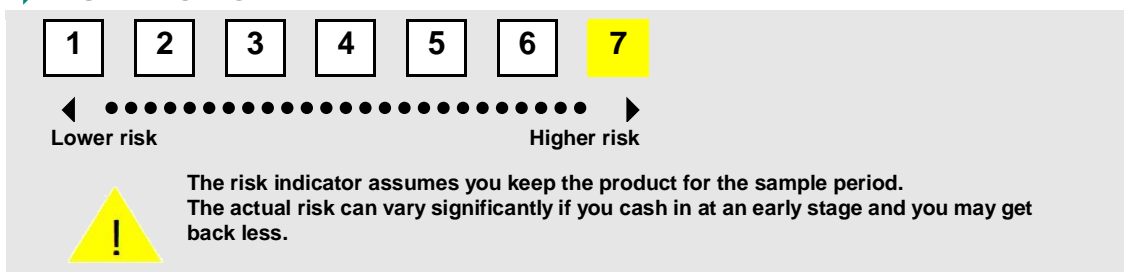 1 2 3 4 5 6 7
Lower risk Higher risk
The risk indicator assumes you keep the product for the sample period.
The actual risk can vary significantly if you cash in at an early stage and you may get
back less.
!